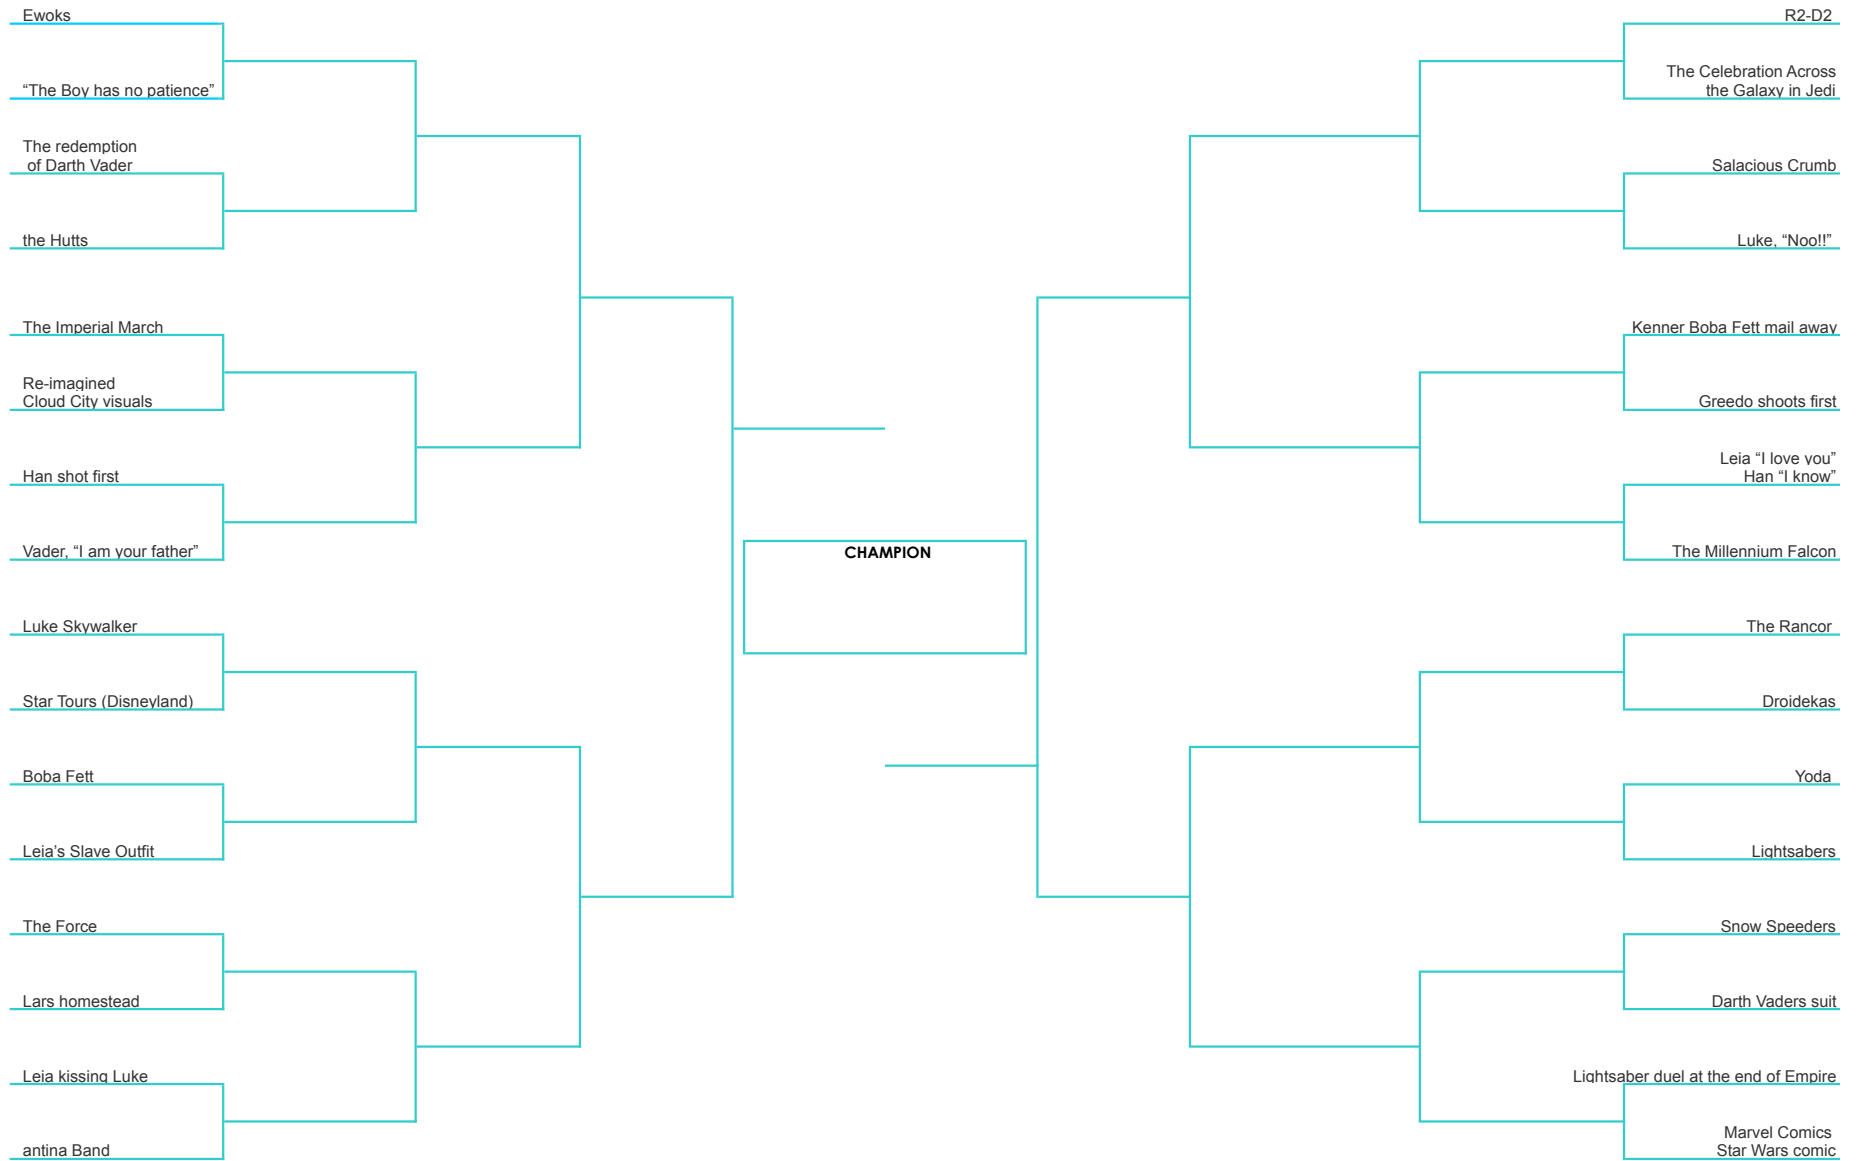 Ewoks
“The Boy has no patience”
The redemption
of Darth Vader
the Hutts
The Imperial March
Re-imagined
Cloud City visuals
Han shot first
Vader, “I am your father”
Luke Skywalker
Star Tours (Disneyland)
Boba Fett
Leia’s Slave Outfit
The Force
Lars homestead
Leia kissing Luke
antina Band
CHAMPION
R2-D2
The Celebration Across
the Galaxy in Jedi
Salacious Crumb
Luke, “Noo!!”
Kenner Boba Fett mail away
Greedo shoots first
Leia “I love you”
Han “I know”
The Millennium Falcon
The Rancor
Droidekas
Yoda
Lightsabers
Snow Speeders
Darth Vaders suit
Lightsaber duel at the end of Empire
Marvel Comics
Star Wars comic